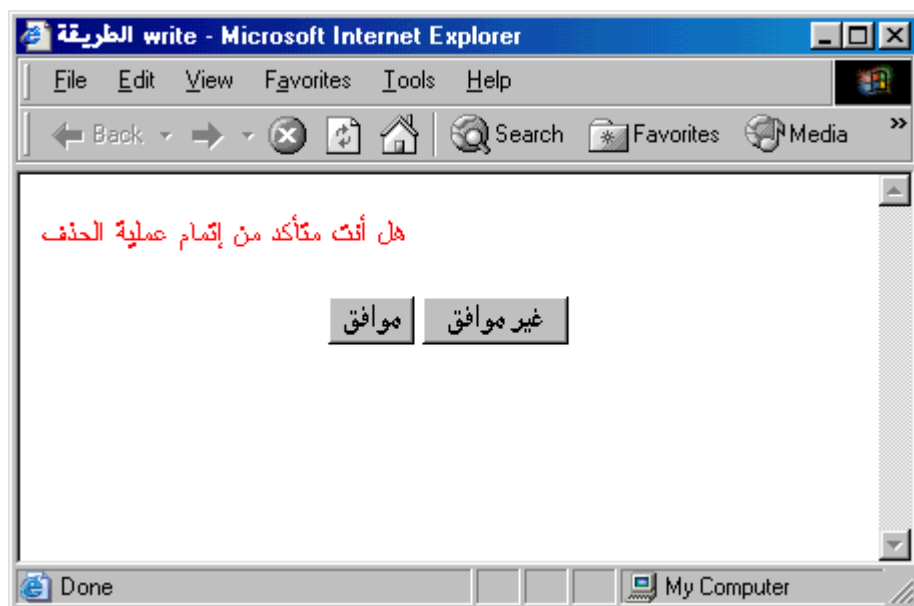 الطريقة write - Microsoft Internet Explorer
File Edit View Favorites Tools Help
Back Search Favorites Media »
هل أنت متأكد من إتمام عملية الحذف
موافق غير موافق
Done My Computer